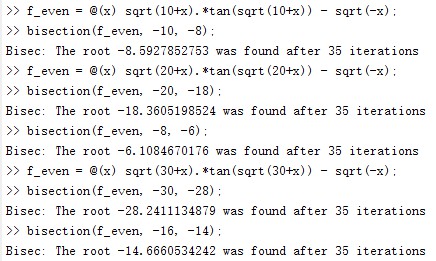 >> f_even = @(x) sqrt(10+x).*tan(sqrt(10+x)) - sqrt(-x);
>> bisection(f_even, -10, -8);
Bisec: The root -8.5927852753 was found after 35 iterations
>> f_even = @(x) sqrt(20+x).*tan(sqrt(20+x)) - sqrt(-x);
>> bisection(f_even, -20, -18);
Bisec: The root -18.3605198524 was found after 35 iterations
>> bisection(f_even, -8, -6);
Bisec: The root -6.1084670176 was found after 35 iterations
>> f_even = @(x) sqrt(30+x).*tan(sqrt(30+x)) - sqrt(-x);
>> bisection(f_even, -30, -28);
Bisec: The root -28.2411134879 was found after 35 iterations
>> bisection(f_even, -16, -14);
Bisec: The root -14.6660534242 was found after 35 iterations